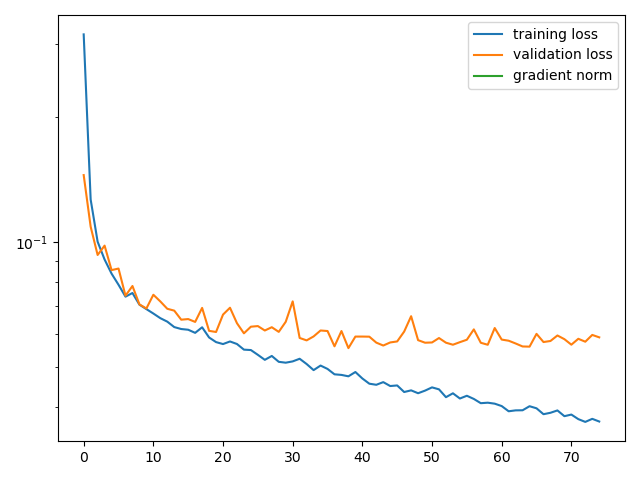 training loss
validation loss
gradient norm
10⁻¹
0 10 20 30 40 50 60 70